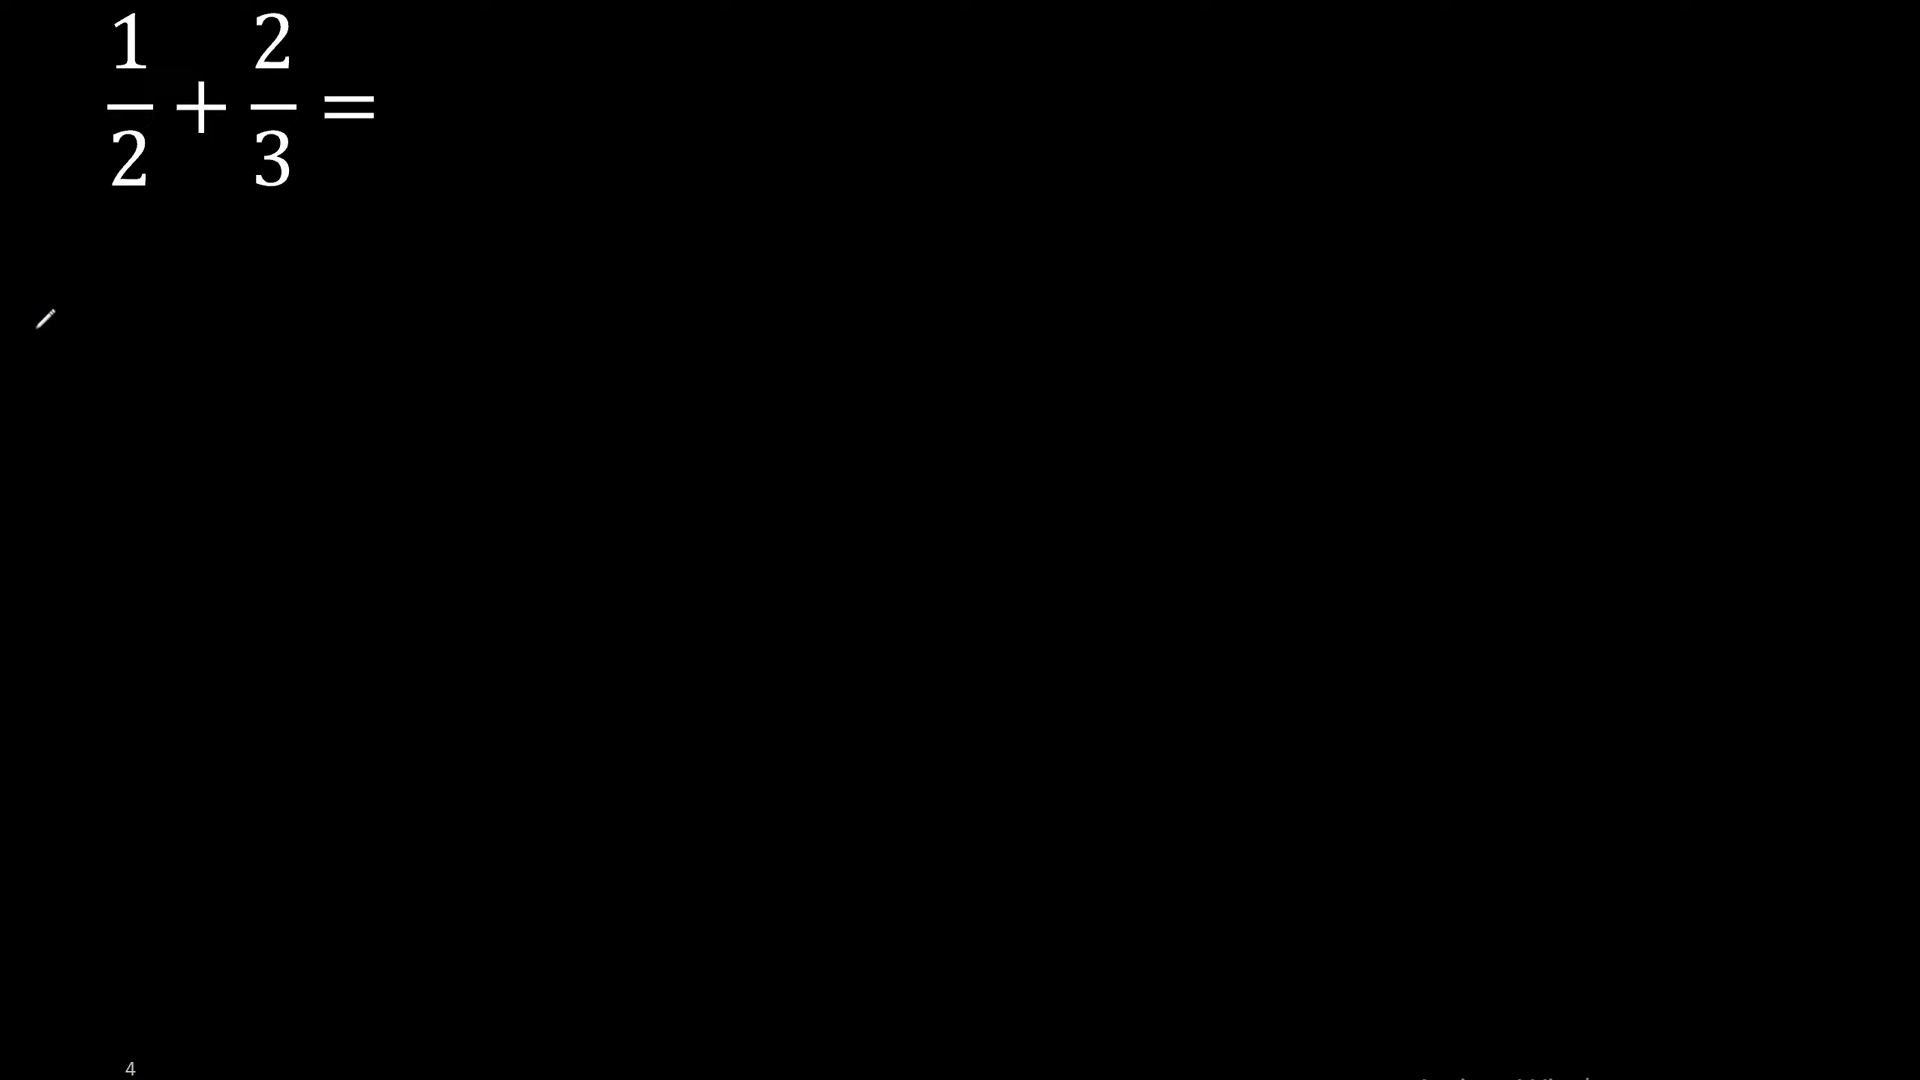 1/2 + 2/3 =
4